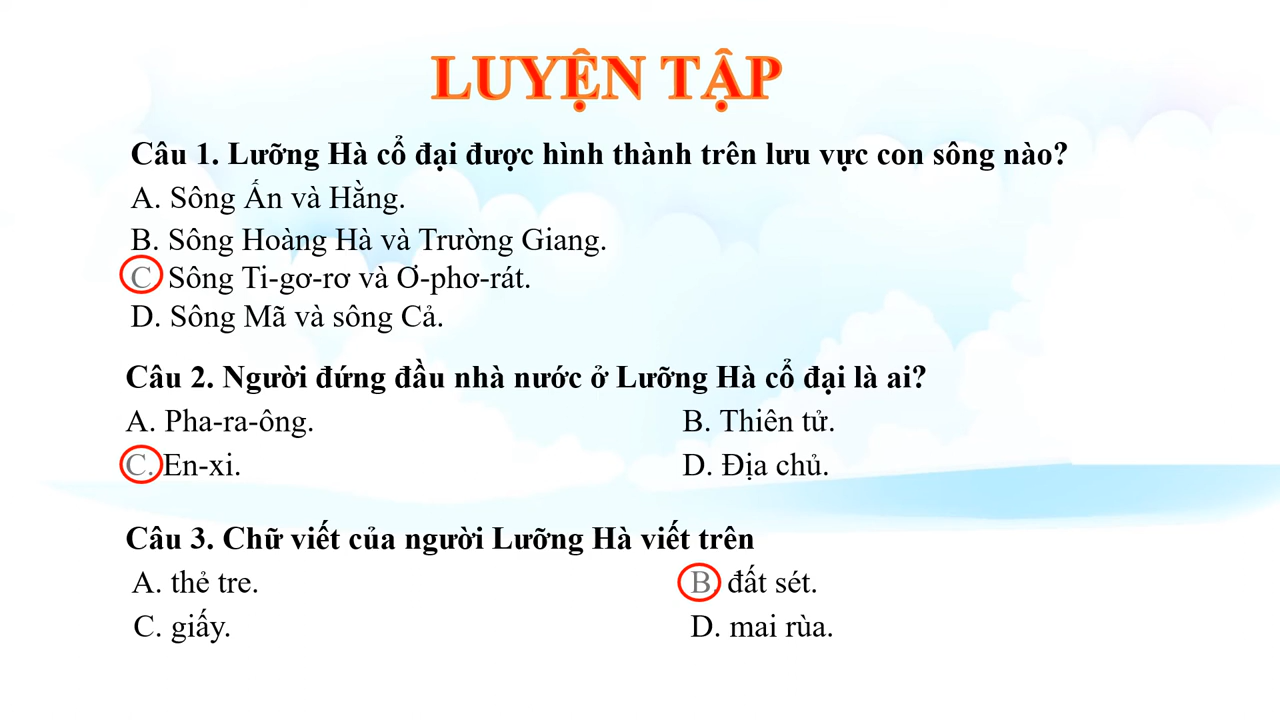 LUYỆN TẬP
Câu 1. Lưỡng Hà cổ đại được hình thành trên lưu vực con sông nào?
A. Sông Ấn và Hằng.
B. Sông Hoàng Hà và Trường Giang.
C. Sông Ti-gơ-rơ và Ơ-phơ-rát.
D. Sông Mã và sông Cả.
Câu 2. Người đứng đầu nhà nước ở Lưỡng Hà cổ đại là ai?
A. Pha-ra-ông. B. Thiên tử.
C. En-xi. D. Địa chủ.
Câu 3. Chữ viết của người Lưỡng Hà viết trên
A. thẻ tre. B. đất sét.
C. giấy. D. mai rùa.